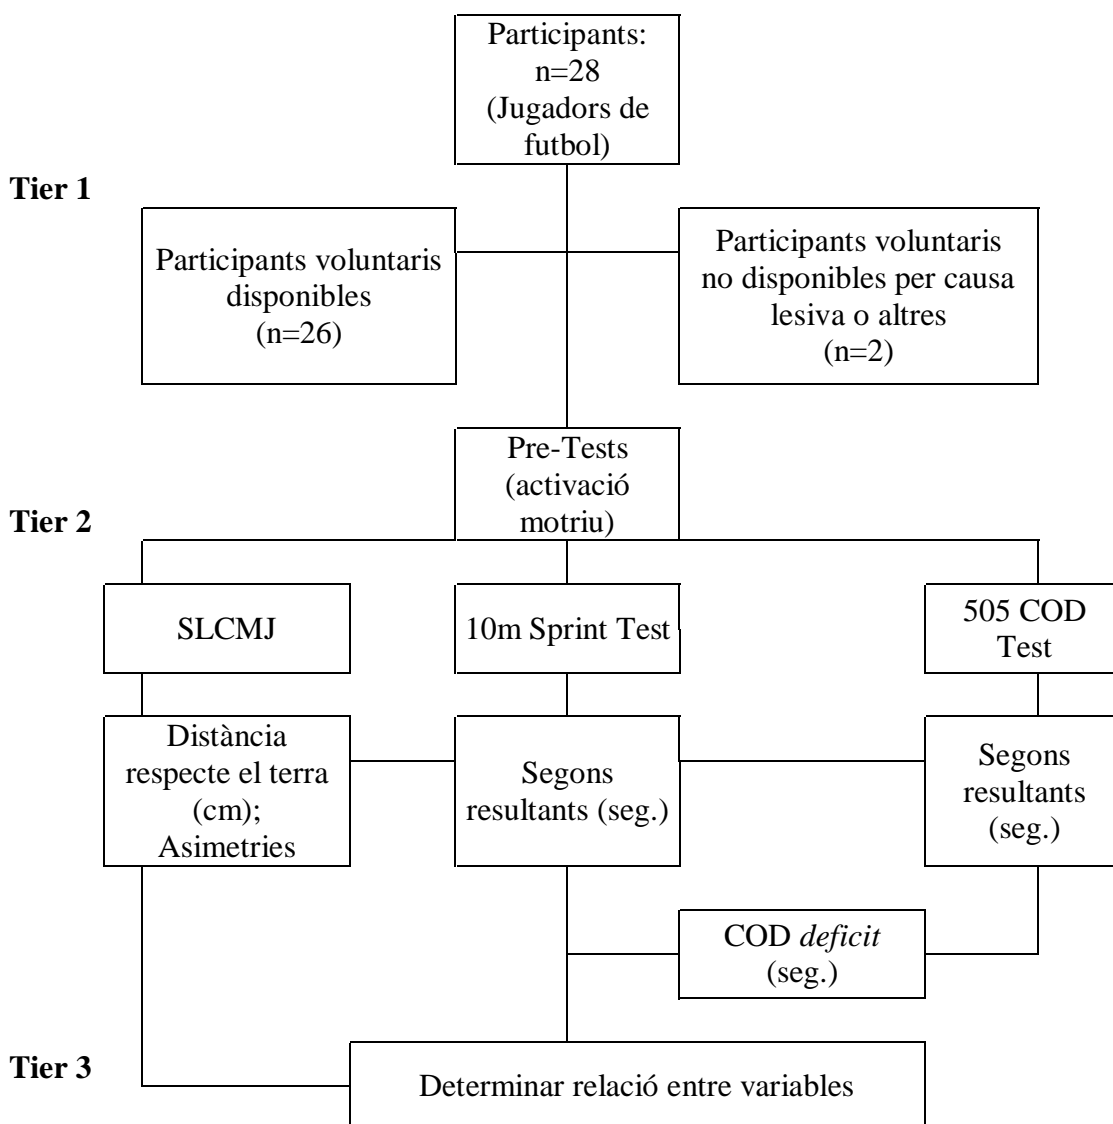 Participants:
n=28
(Jugadors de
futbol)
Tier 1
Participants voluntaris
disponibles
(n=26)
Participants voluntaris
no disponibles per causa
lesiva o altres
(n=2)
Pre-Tests
(activació
motriu)
Tier 2
SLCMJ
10m Sprint Test
505 COD
Test
Distància
respecte el terra
(cm);
Asimetries
Segons
resultants (seg.)
Segons
resultants
(seg.)
COD deficit
(seg.)
Tier 3
Determinar relació entre variables